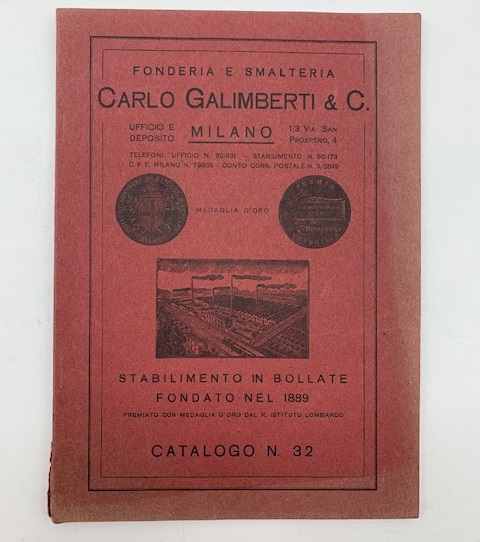 FONDERIA E SMALTERIA
CARLO GALIMBERTI & C.
UFFICIO E DEPOSITO
MILANO
1/3 VIA SAN PROSPERO, 4
TELEFONI: UFFICIO N. 80-831 — STABILIMENTO N. 90-173
C. P. E. MILANO N. 79835 - CONTO CORR. POSTALE N. 3/3549
MEDAGLIA D'ORO
PREMIO
STABILIMENTO IN BOLLATE
FONDATO NEL 1889
PREMIATO CON MEDAGLIA D'ORO DAL R. ISTITUTO LOMBARDO
CATALOGO N. 32